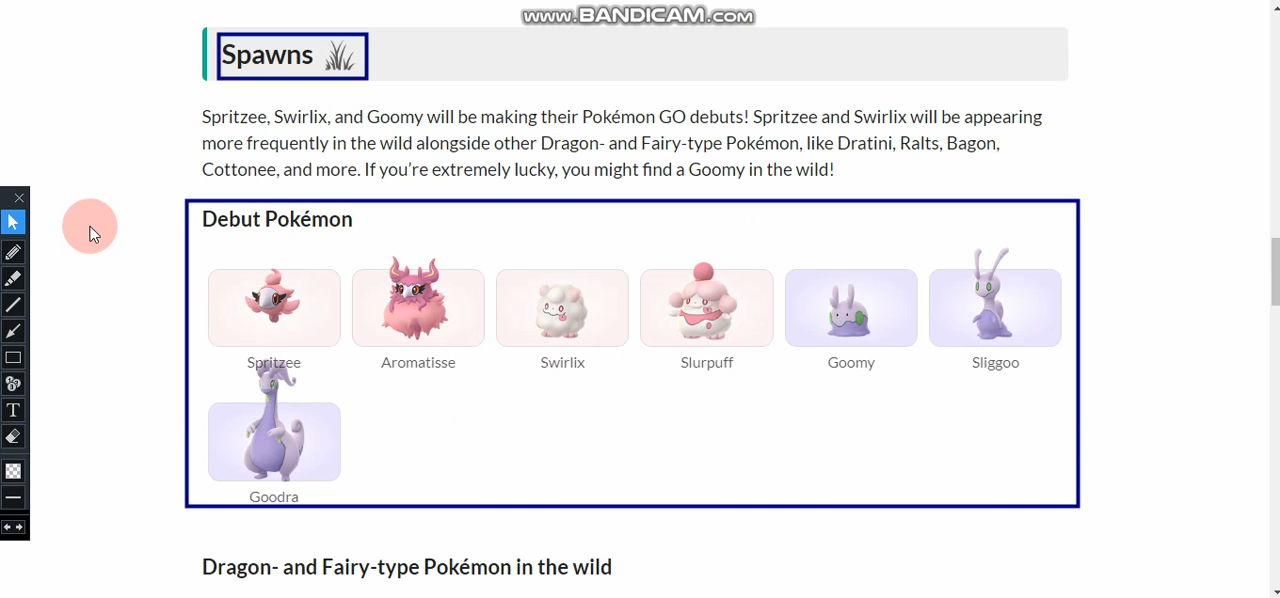 www.BANDICAM.com
Spawns
Spritzee, Swirlix, and Goomy will be making their Pokémon GO debuts! Spritzee and Swirlix will be appearing
more frequently in the wild alongside other Dragon- and Fairy-type Pokémon, like Dratini, Ralts, Bagon,
Cottonee, and more. If you’re extremely lucky, you might find a Goomy in the wild!
Debut Pokémon
Spritzee Aromatisse Swirlix Slurpuff Goomy Sliggoo
Goodra
Dragon- and Fairy-type Pokémon in the wild